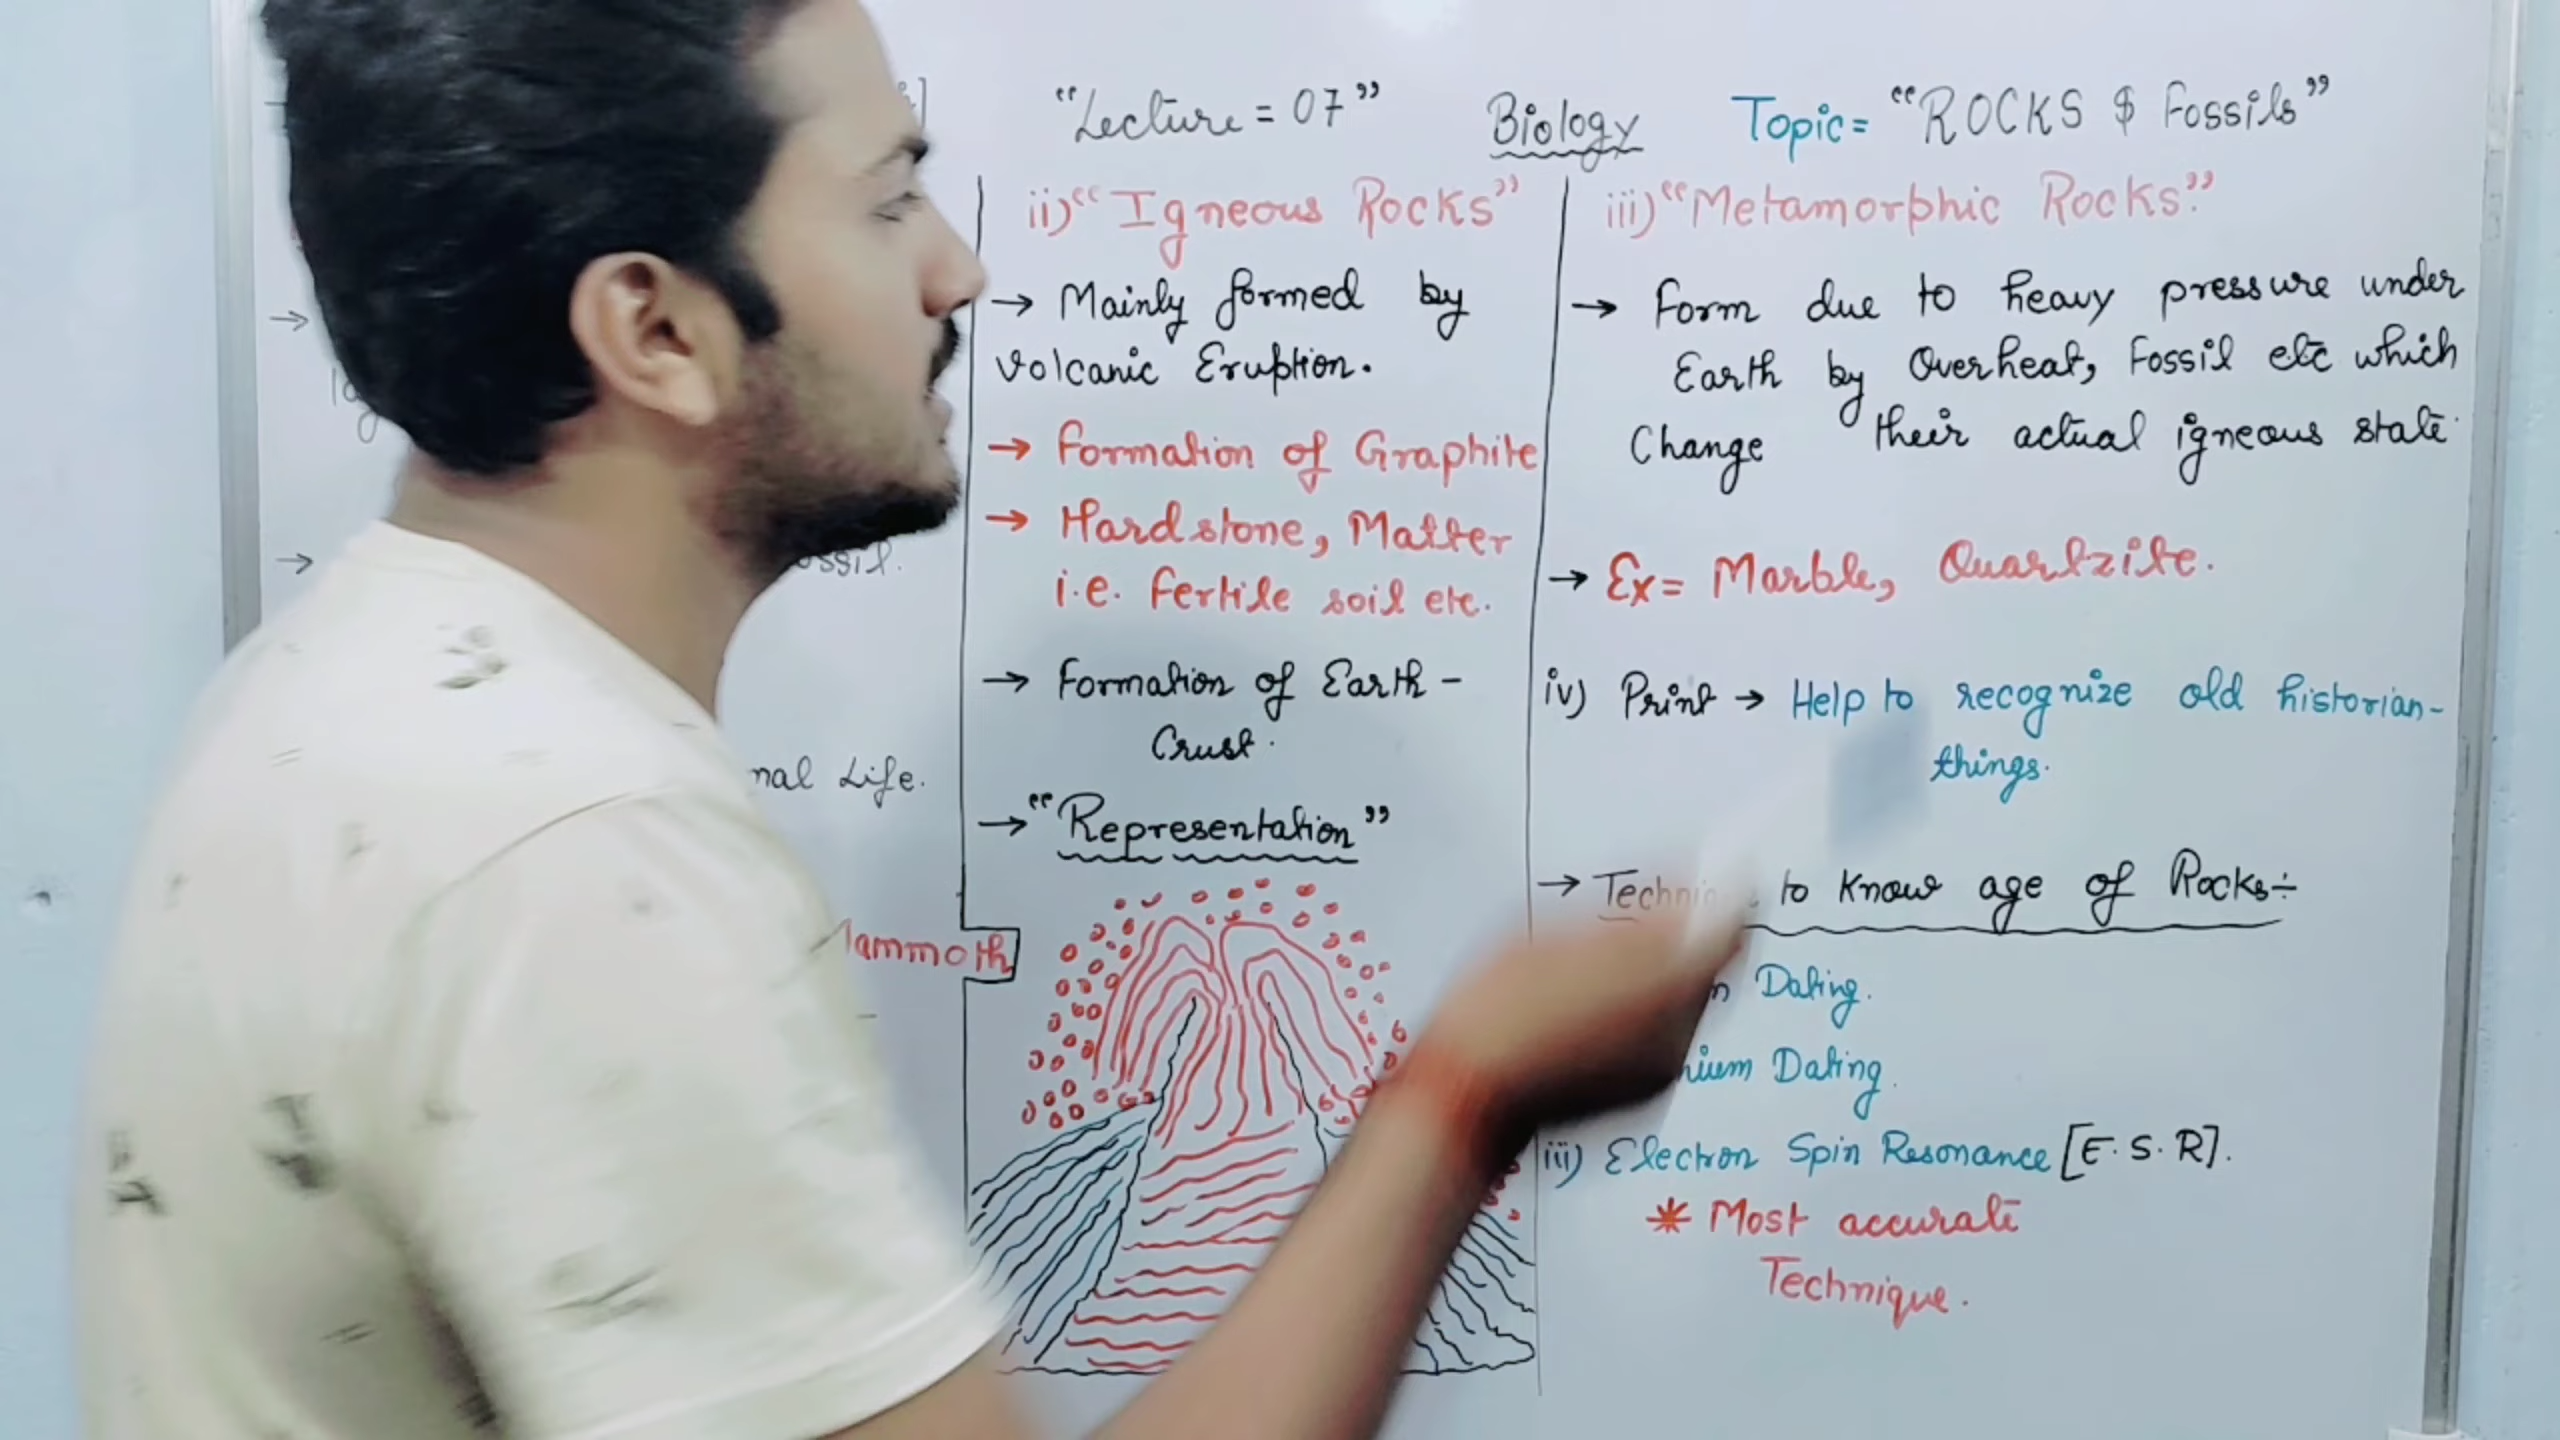 "Lecture = 07" Biology Topic= "ROCKS $ Fossils"
ii) "Igneous Rocks"
→ Mainly formed by
Volcanic Eruption.
→ Formation of Graphite
→ Hardstone, Matter
i.e. Fertile soil etc.
→ Formation of Earth -
Crust.
→ "Representation"
iii) "Metamorphic Rocks."
→ Form due to heavy pressure under
Earth by Overheat, Fossil etc which
Change their actual igneous state.
→ Ex = Marble, Quartzite.
iv) Print → Help to recognize old historian-
things.
→ to Know age of Rocks÷
Dating.
Dating.
iii) Electron Spin Resonance [E.S.R].
* Most accurate
Technique.
Life.